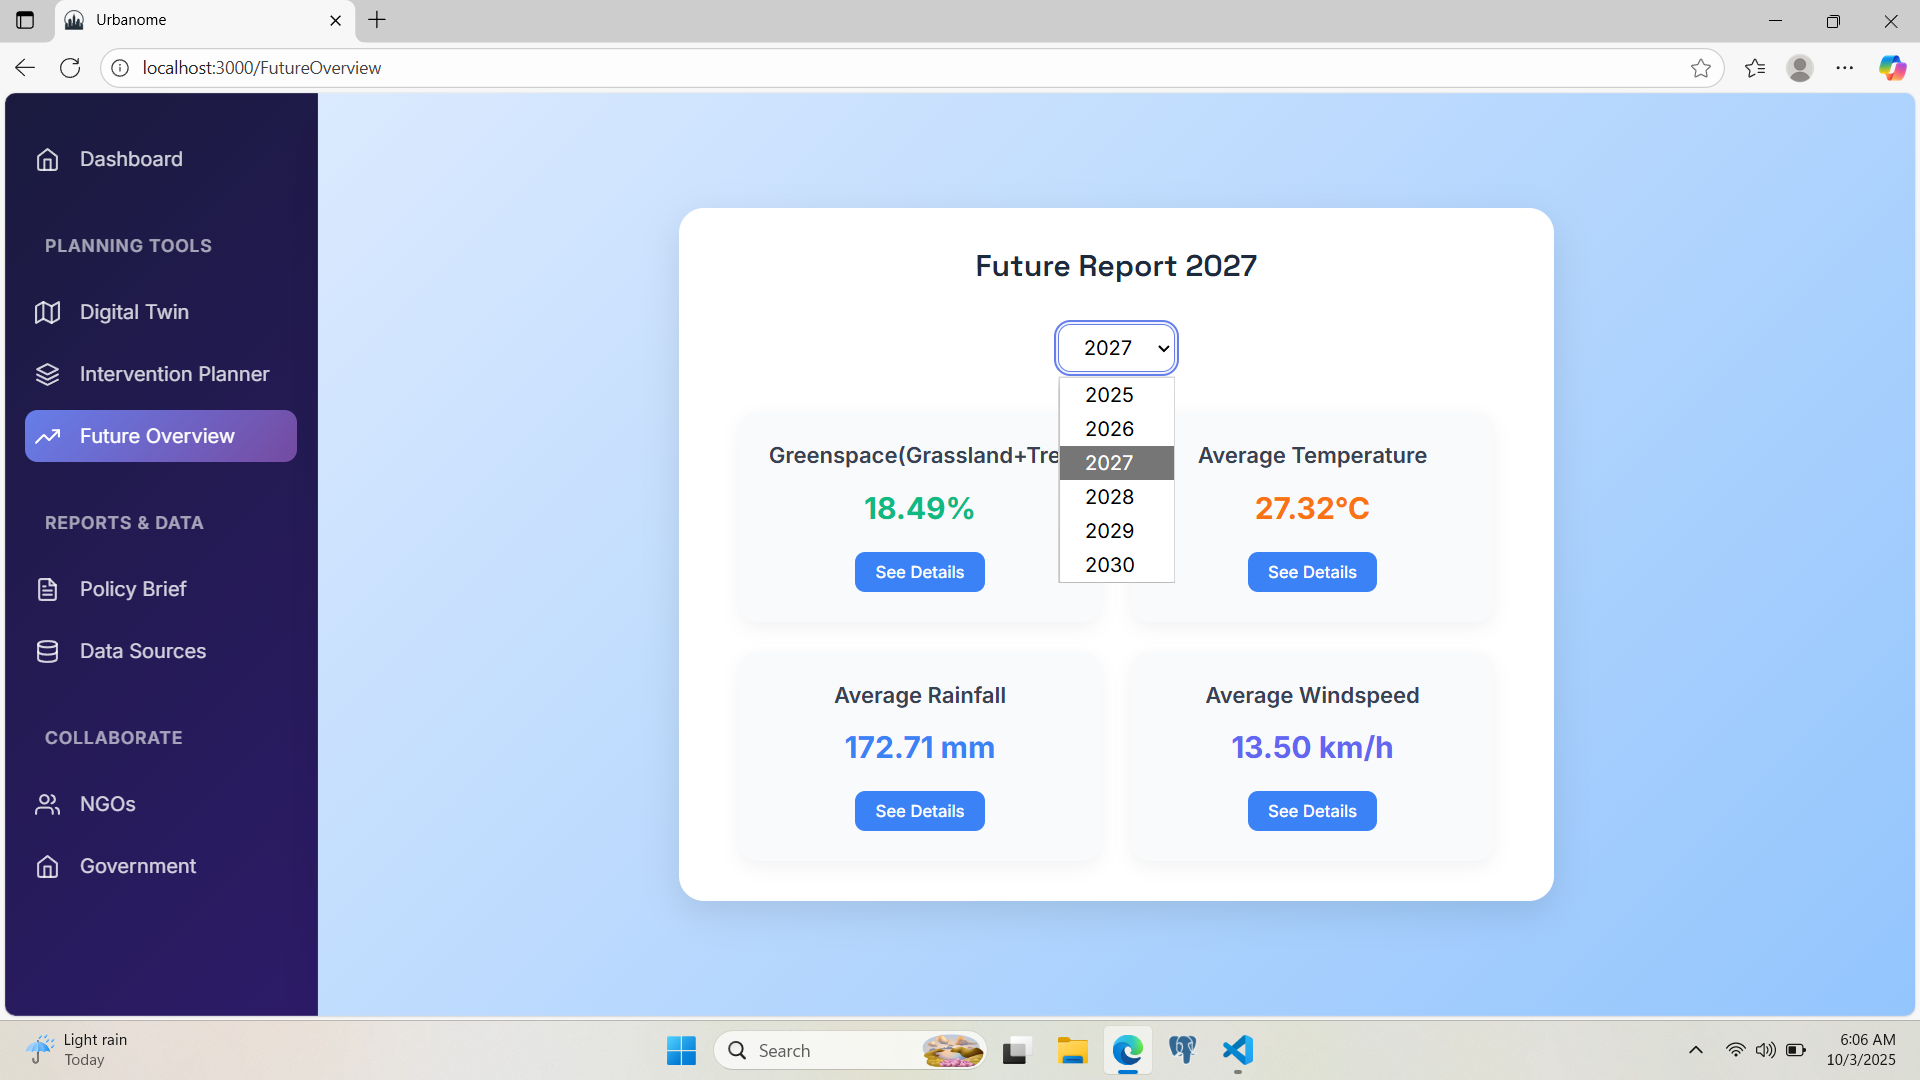 Urbanome
localhost:3000/FutureOverview
Dashboard
PLANNING TOOLS
Digital Twin
Intervention Planner
Future Overview
REPORTS & DATA
Policy Brief
Data Sources
COLLABORATE
NGOs
Government
Future Report 2027
2027
2025
2026
2027
2028
2029
2030
Greenspace(Grassland+Tre
18.49%
See Details
Average Temperature
27.32°C
See Details
Average Rainfall
172.71 mm
See Details
Average Windspeed
13.50 km/h
See Details
Light rain
Today
Search
6:06 AM
10/3/2025